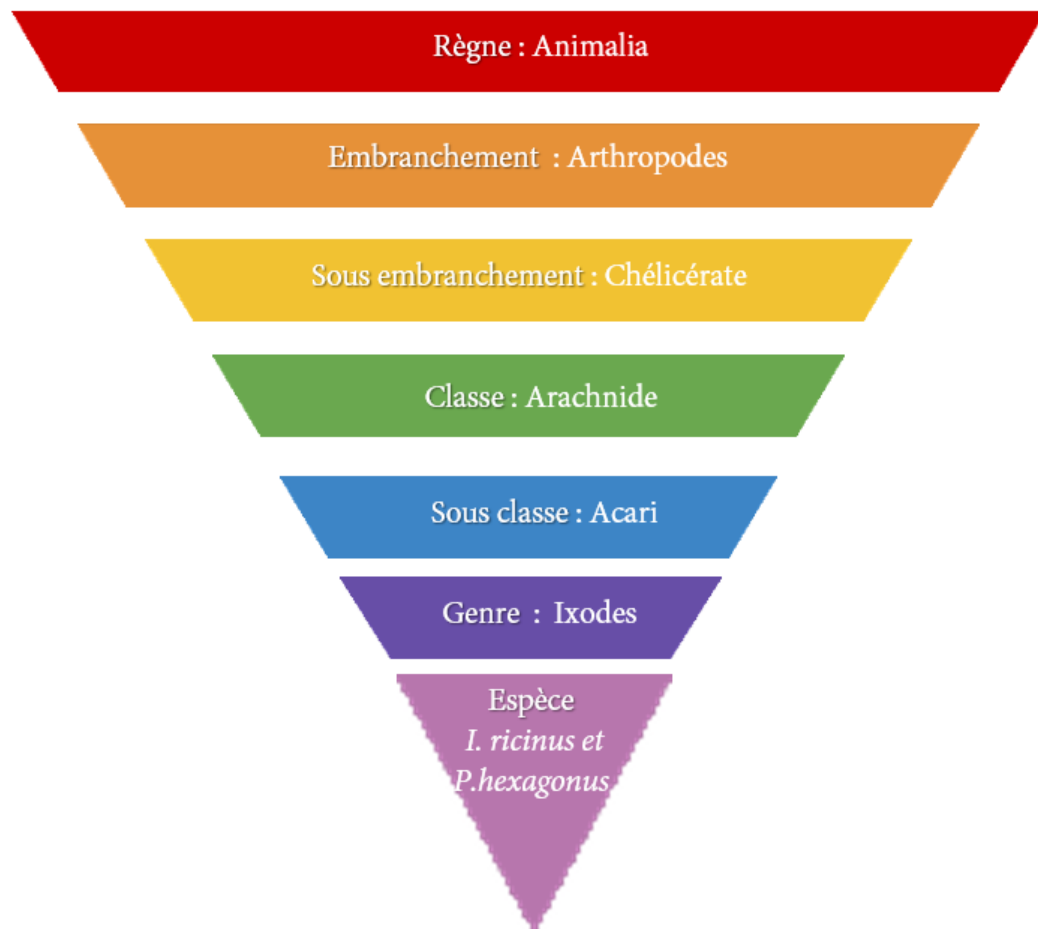 Règne : Animalia
Embranchement : Arthropodes
Sous embranchement : Chélicérate
Classe : Arachnide
Sous classe : Acari
Genre : Ixodes
Espèce
I. ricinus et
P.hexagonus